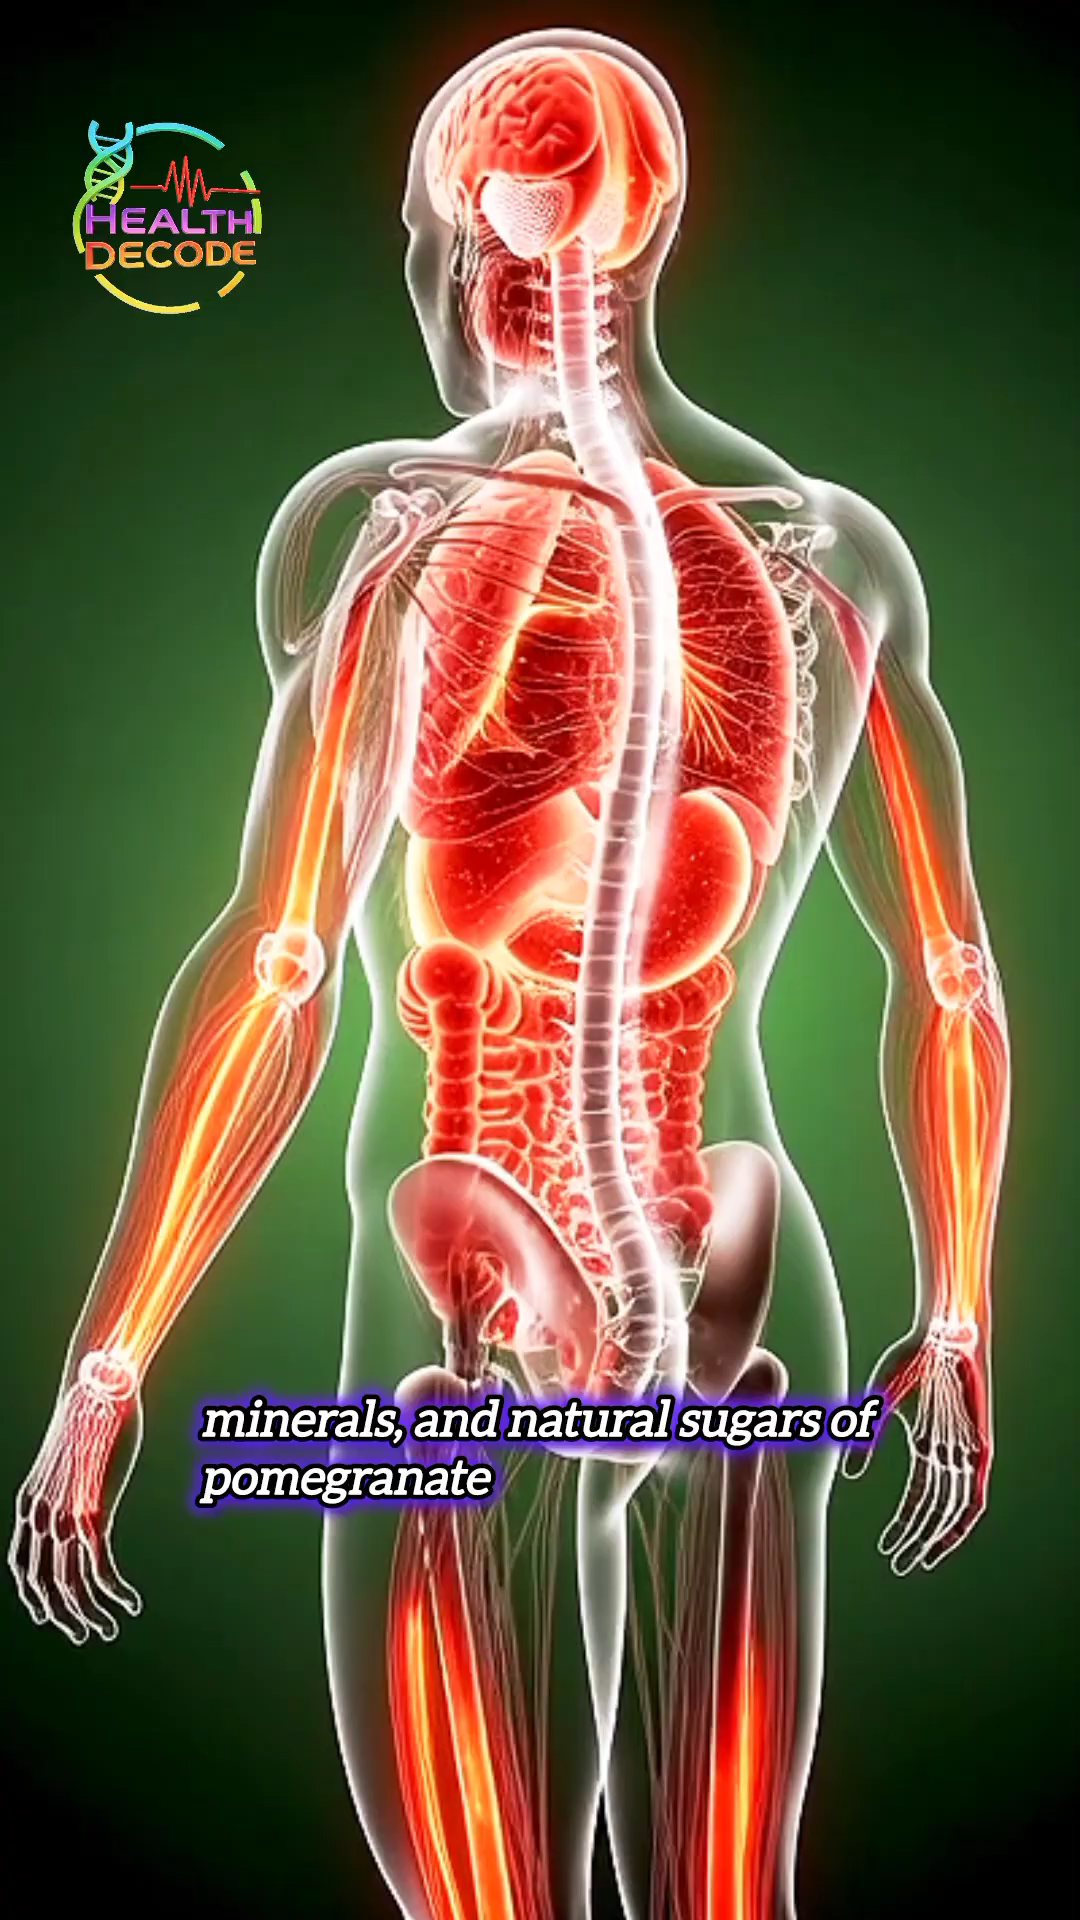 HEALTH
DECODE
minerals, and natural sugars of
pomegranate